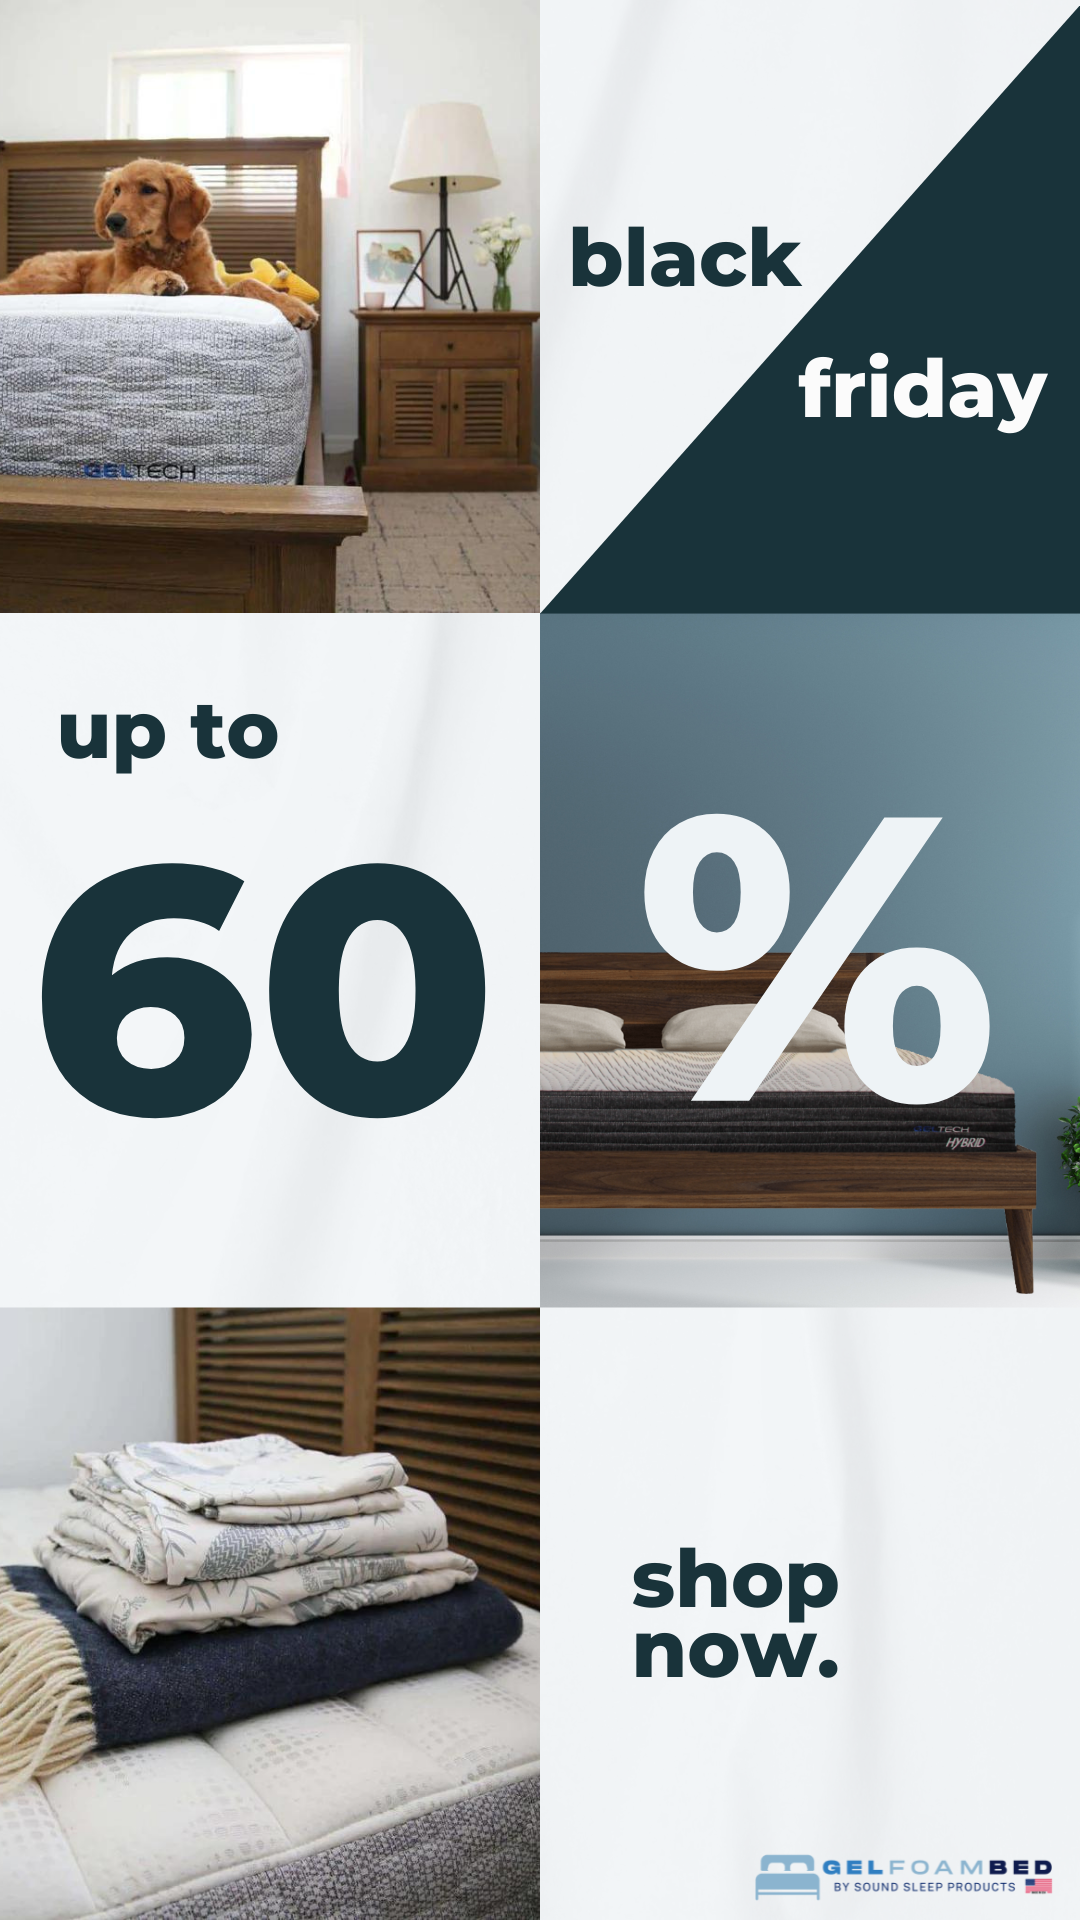 black
friday
GELTECH
up to
60%
GELTECH
HYBRID
shop
now.
GELFOAMBED
BY SOUND SLEEP PRODUCTS